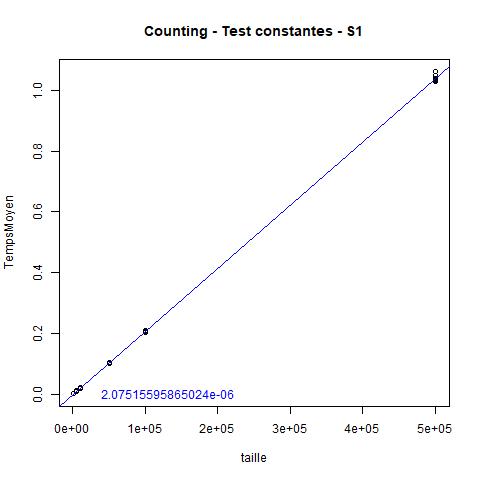 Counting - Test constantes - S1
TempsMoyen
1.0
0.8
0.6
0.4
0.2
0.0
2.07515595865024e-06
0e+00 1e+05 2e+05 3e+05 4e+05 5e+05
taille